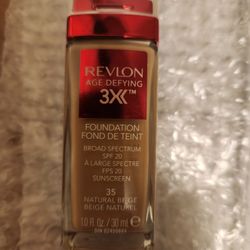 REVLON
AGE DEFYING
3X™
FOUNDATION
FOND DE TEINT
BROAD SPECTRUM
SPF 20
À LARGE SPECTRE
FPS 20
SUNSCREEN
35
NATURAL BEIGE
BEIGE NATUREL
1.0 Fl. Oz / 30 ml e